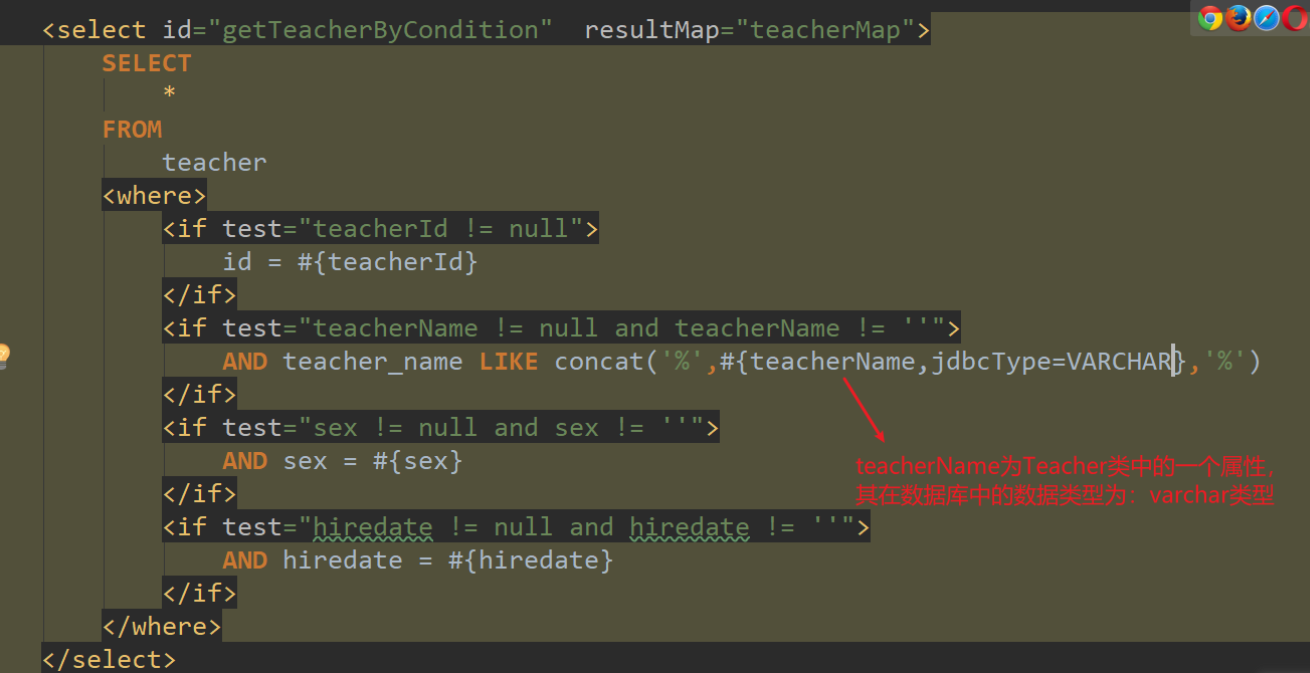 <select id="getTeacherByCondition"  resultMap="teacherMap">
SELECT
*
FROM
teacher
<where>
<if test="teacherId != null">
id = #{teacherId}
</if>
<if test="teacherName != null and teacherName != ''">
AND teacher_name LIKE concat('%',#{teacherName,jdbcType=VARCHAR},'%')
</if>
<if test="sex != null and sex != ''">
AND sex = #{sex}
</if>
<if test="hiredate != null and hiredate != ''">
AND hiredate = #{hiredate}
</if>
</where>
</select>
teacherName为Teacher类中的一个属性，
其在数据库中的数据类型为：varchar类型